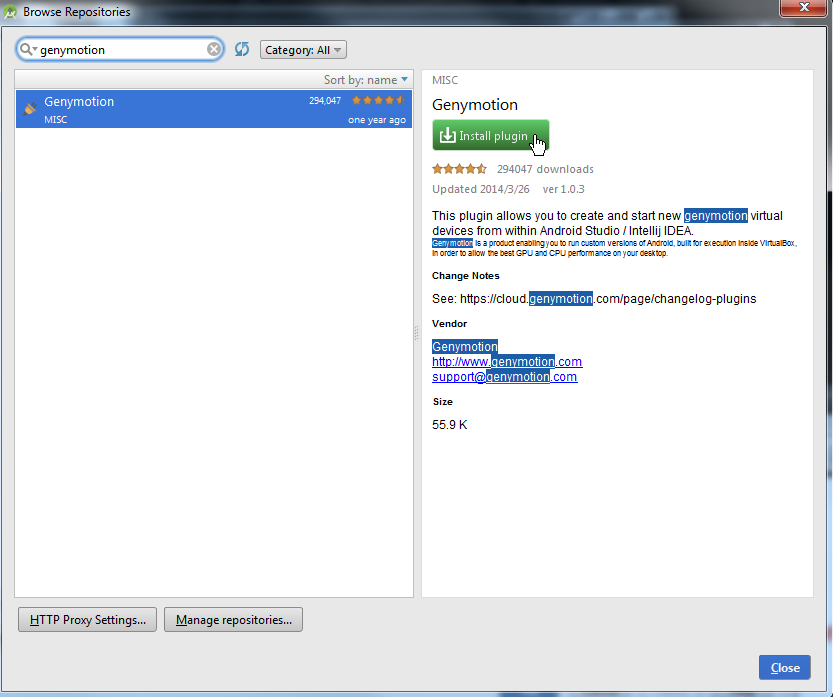 Browse Repositories
genymotion
Category: All
Sort by: name
Genymotion 294,047
MISC one year ago
MISC
Genymotion
Install plugin
294047 downloads
Updated 2014/3/26 ver 1.0.3
This plugin allows you to create and start new genymotion virtual
devices from within Android Studio / Intellij IDEA.
Genymotion is a product enabling you to run custom versions of Android, built for execution inside VirtualBox,
in order to allow the best GPU and CPU performance on your desktop.
Change Notes
See: https://cloud.genymotion.com/page/changelog-plugins
Vendor
Genymotion
http://www.genymotion.com
support@genymotion.com
Size
55.9 K
HTTP Proxy Settings... Manage repositories...
Close